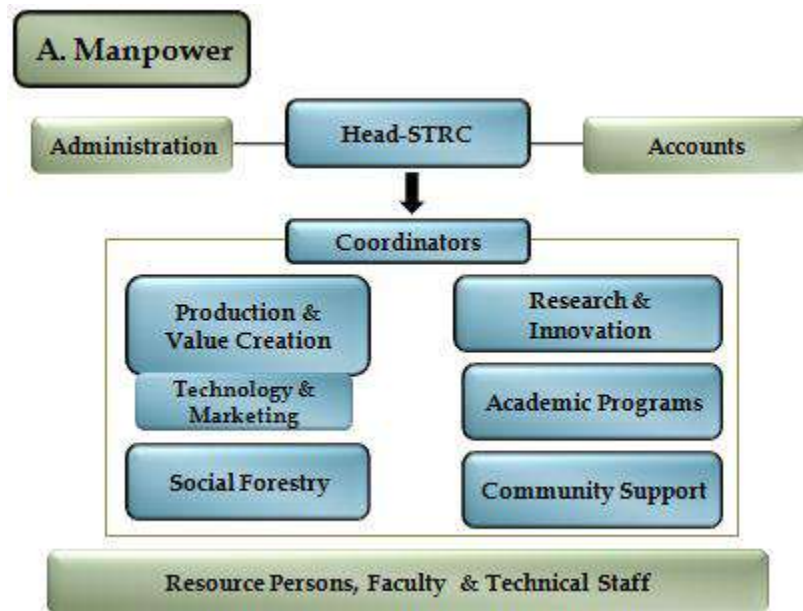 A. Manpower
Administration
Head-STRC
Accounts
Coordinators
Production &
Value Creation
Technology &
Marketing
Social Forestry
Research &
Innovation
Academic Programs
Community Support
Resource Persons, Faculty & Technical Staff